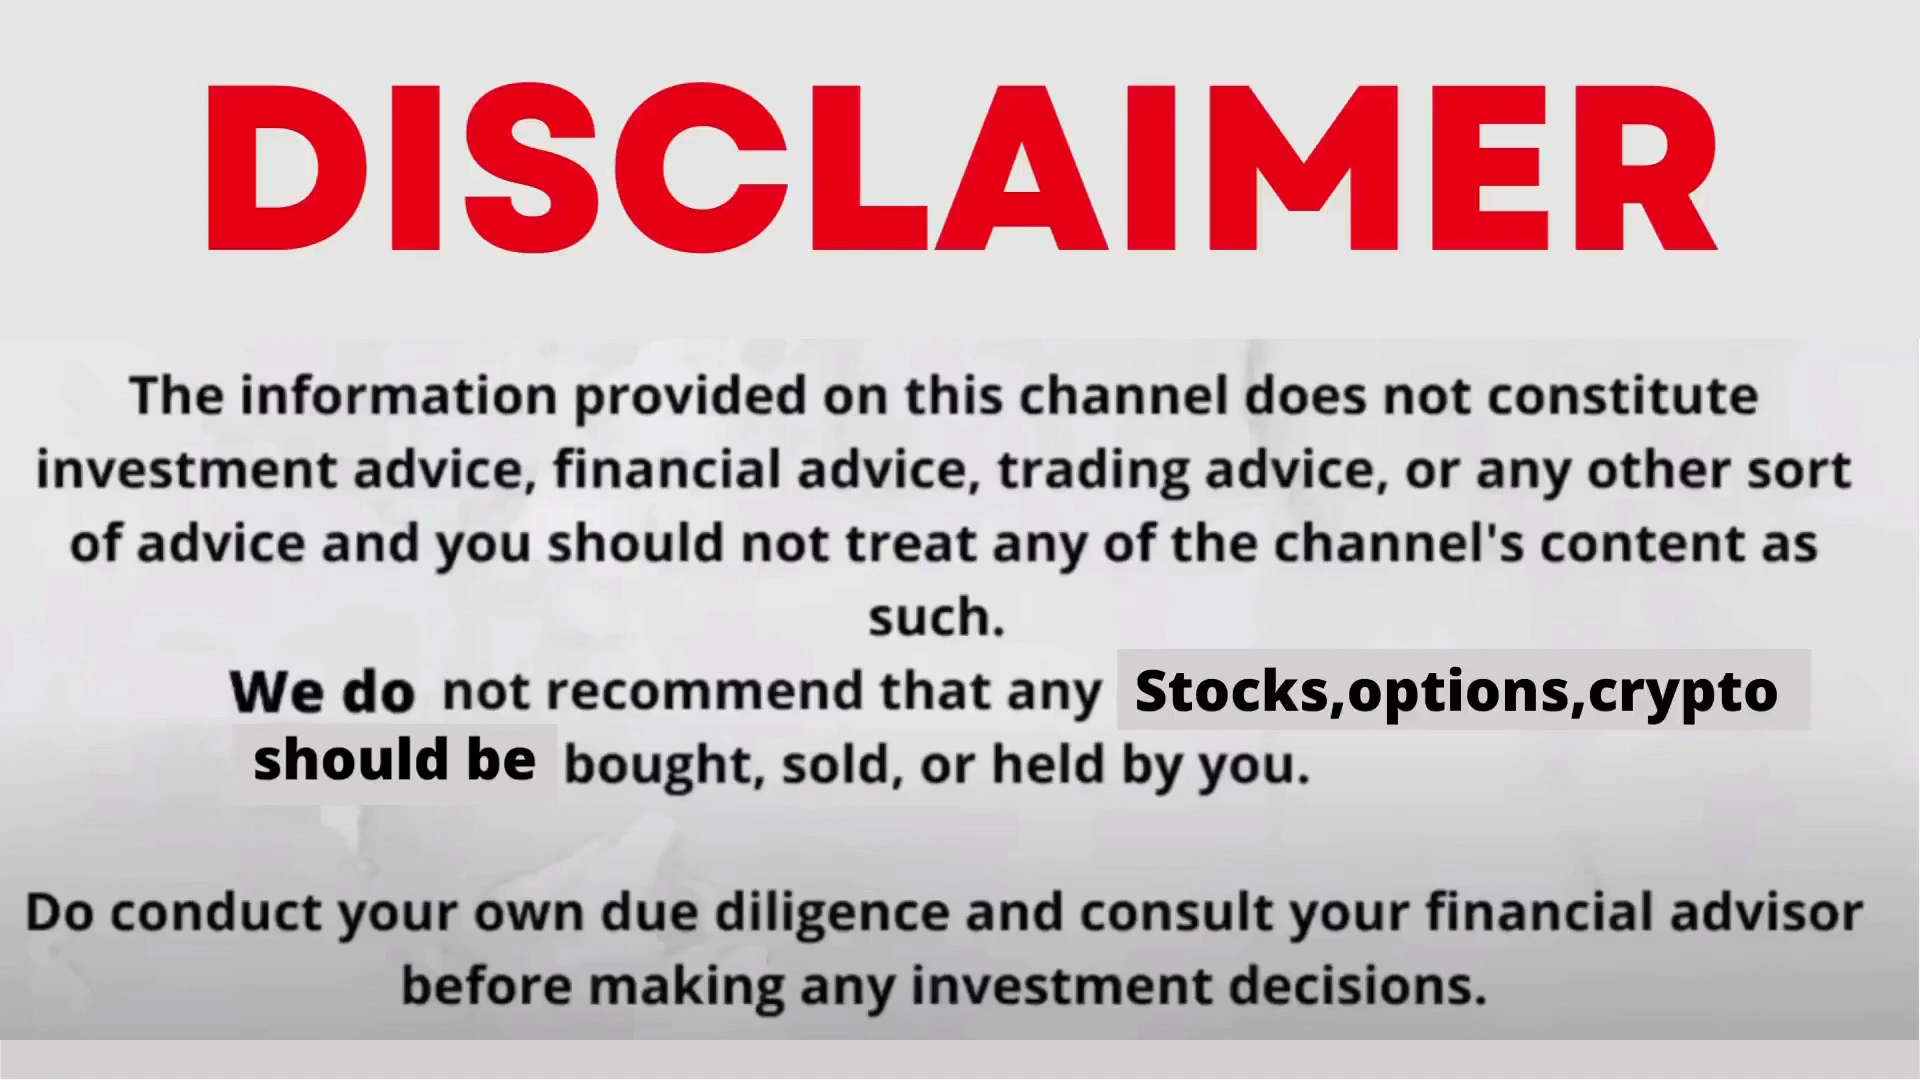 DISCLAIMER
The information provided on this channel does not constitute
investment advice, financial advice, trading advice, or any other sort
of advice and you should not treat any of the channel's content as
such.
We do not recommend that any Stocks,options,crypto
should be bought, sold, or held by you.
Do conduct your own due diligence and consult your financial advisor
before making any investment decisions.